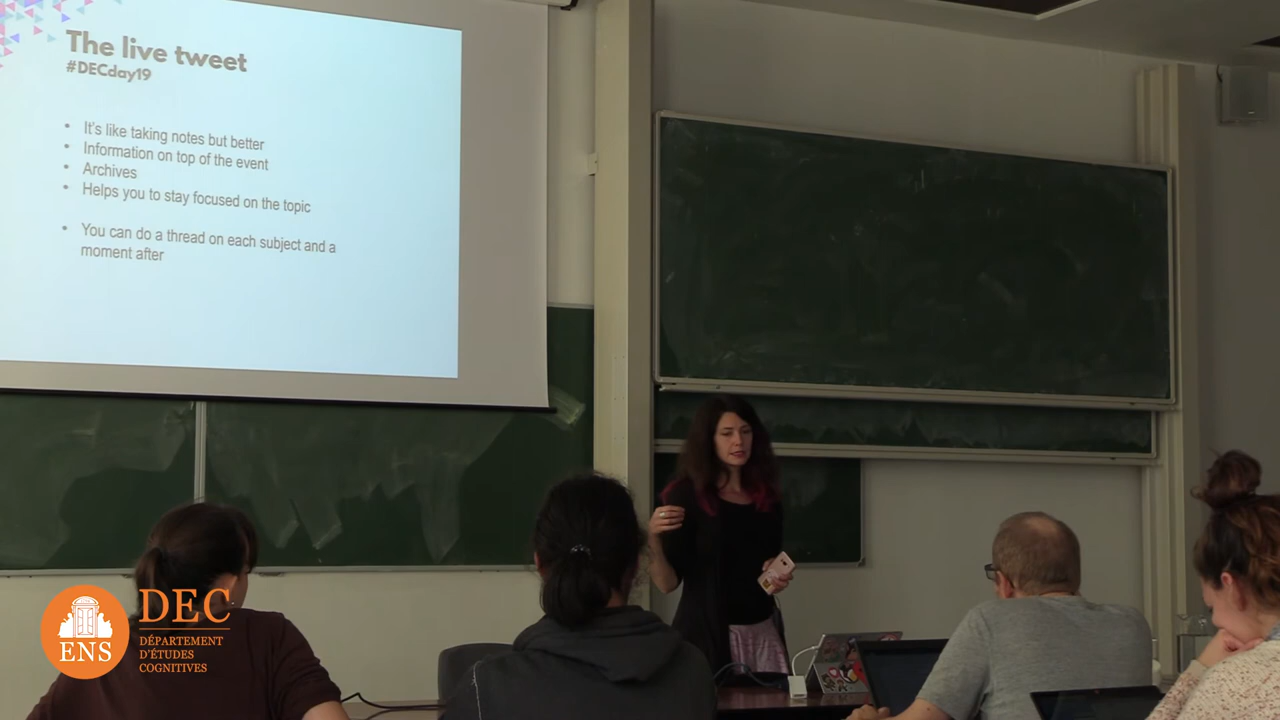 The live tweet
#DECday19
• It's like taking notes but better
• Information on top of the event
• Archives
• Helps you to stay focused on the topic
• You can do a thread on each subject and a
moment after
ENS
DEC
DÉPARTEMENT
D'ÉTUDES
COGNITIVES